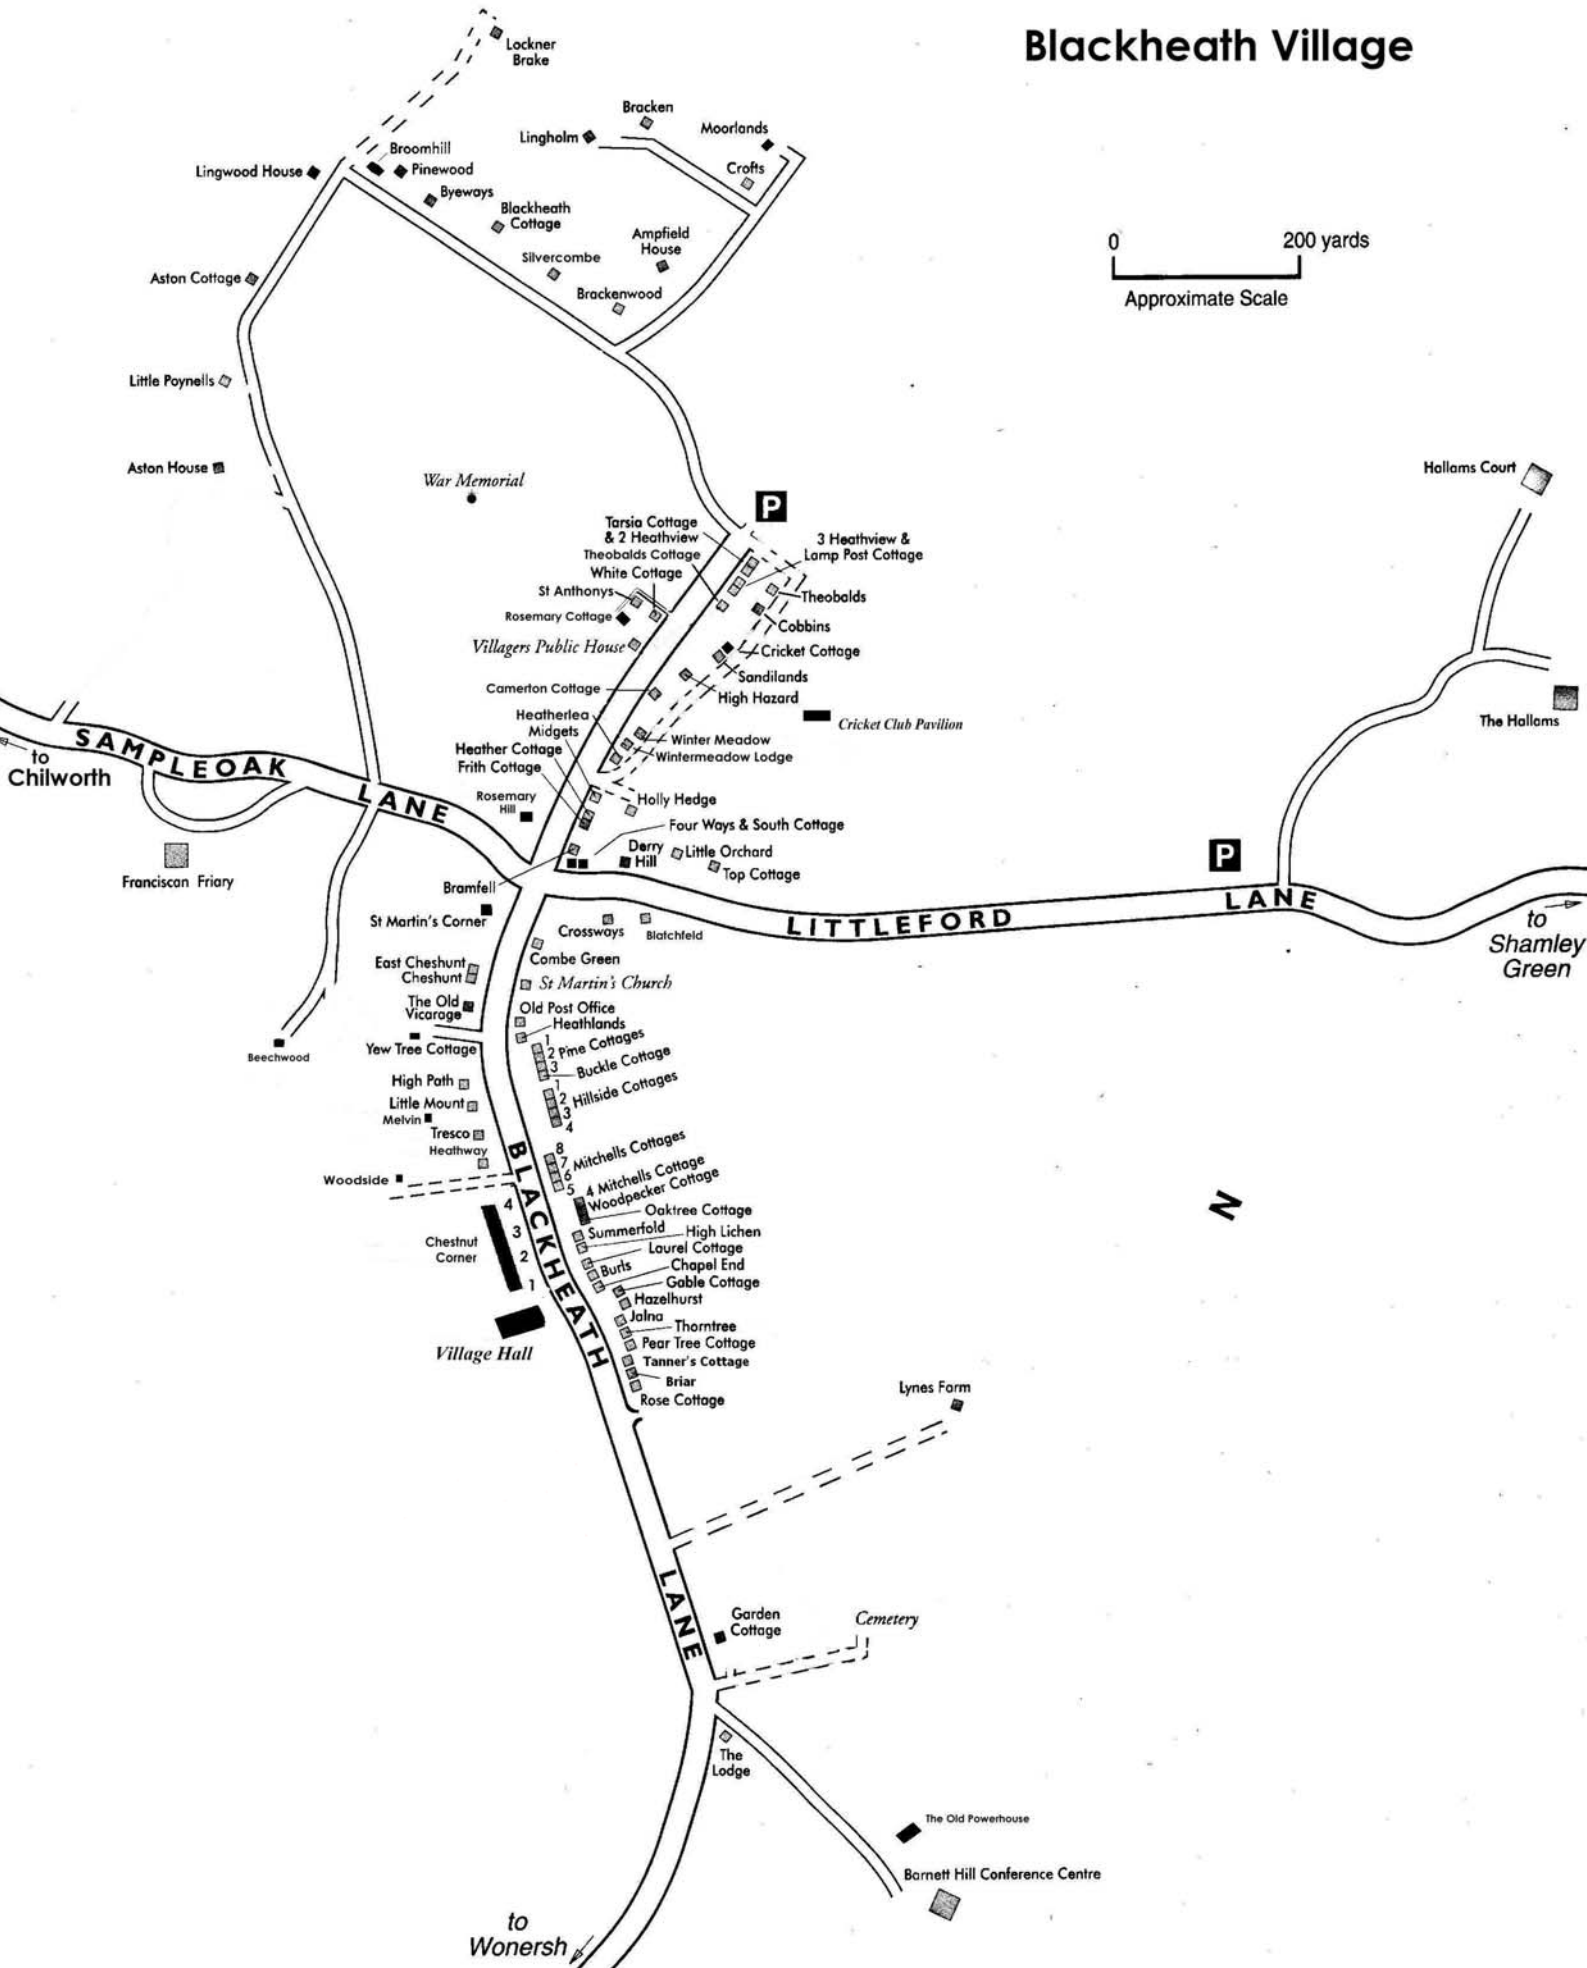 Blackheath Village
Lockner
Brake
Bracken
Lingholm
Moorlands
Crofts
Broomhill
Lingwood House
Pinewood
Byeways
Blackheath
Cottage
Ampfield
House
Silvercombe
Brackenwood
0 200 yards
Approximate Scale
Aston Cottage
Little Poynells
Aston House
War Memorial
Hallams Court
P
Tarsia Cottage
& 2 Heathview
3 Heathview &
Lamp Post Cottage
Theobalds Cottage
White Cottage
St Anthonys
Theobalds
Rosemary Cottage
Cobbins
Villagers Public House
Cricket Cottage
Sandilands
Camerton Cottage
High Hazard
Heatherlea
Midgets
Cricket Club Pavilion
The Hallams
Winter Meadow
Heather Cottage
Wintermeadow Lodge
Frith Cottage
to
Chilworth
SAMPLEOAK
LANE
Rosemary
Hill
Holly Hedge
Four Ways & South Cottage
Derry
Hill
Little Orchard
Top Cottage
P
Franciscan Friary
Bramfell
St Martin's Corner
Crossways
Blatchfeld
LITTLEFORD
LANE
to
Shamley
Green
Combe Green
East Cheshunt
Cheshunt
St Martin's Church
The Old
Vicarage
Old Post Office
Heathlands
Yew Tree Cottage
Beechwood
1
2 Pine Cottages
3
Buckle Cottage
High Path
1
2 Hillside Cottages
3
4
Little Mount
Melvin
Tresco
Heathway
8
7 Mitchells Cottages
6
5
Woodside
4 Mitchells Cottage
Woodpecker Cottage
Oaktree Cottage
N
4
3
2
1
Chestnut
Corner
BLACKHEATH
Summerfold
High Lichen
Laurel Cottage
Burls
Chapel End
Gable Cottage
Hazelhurst
Jalna
Thorntree
Village Hall
Pear Tree Cottage
Tanner's Cottage
Briar
Rose Cottage
Lynes Farm
LANE
Garden
Cottage
Cemetery
The
Lodge
The Old Powerhouse
Barnett Hill Conference Centre
to
Wonersh